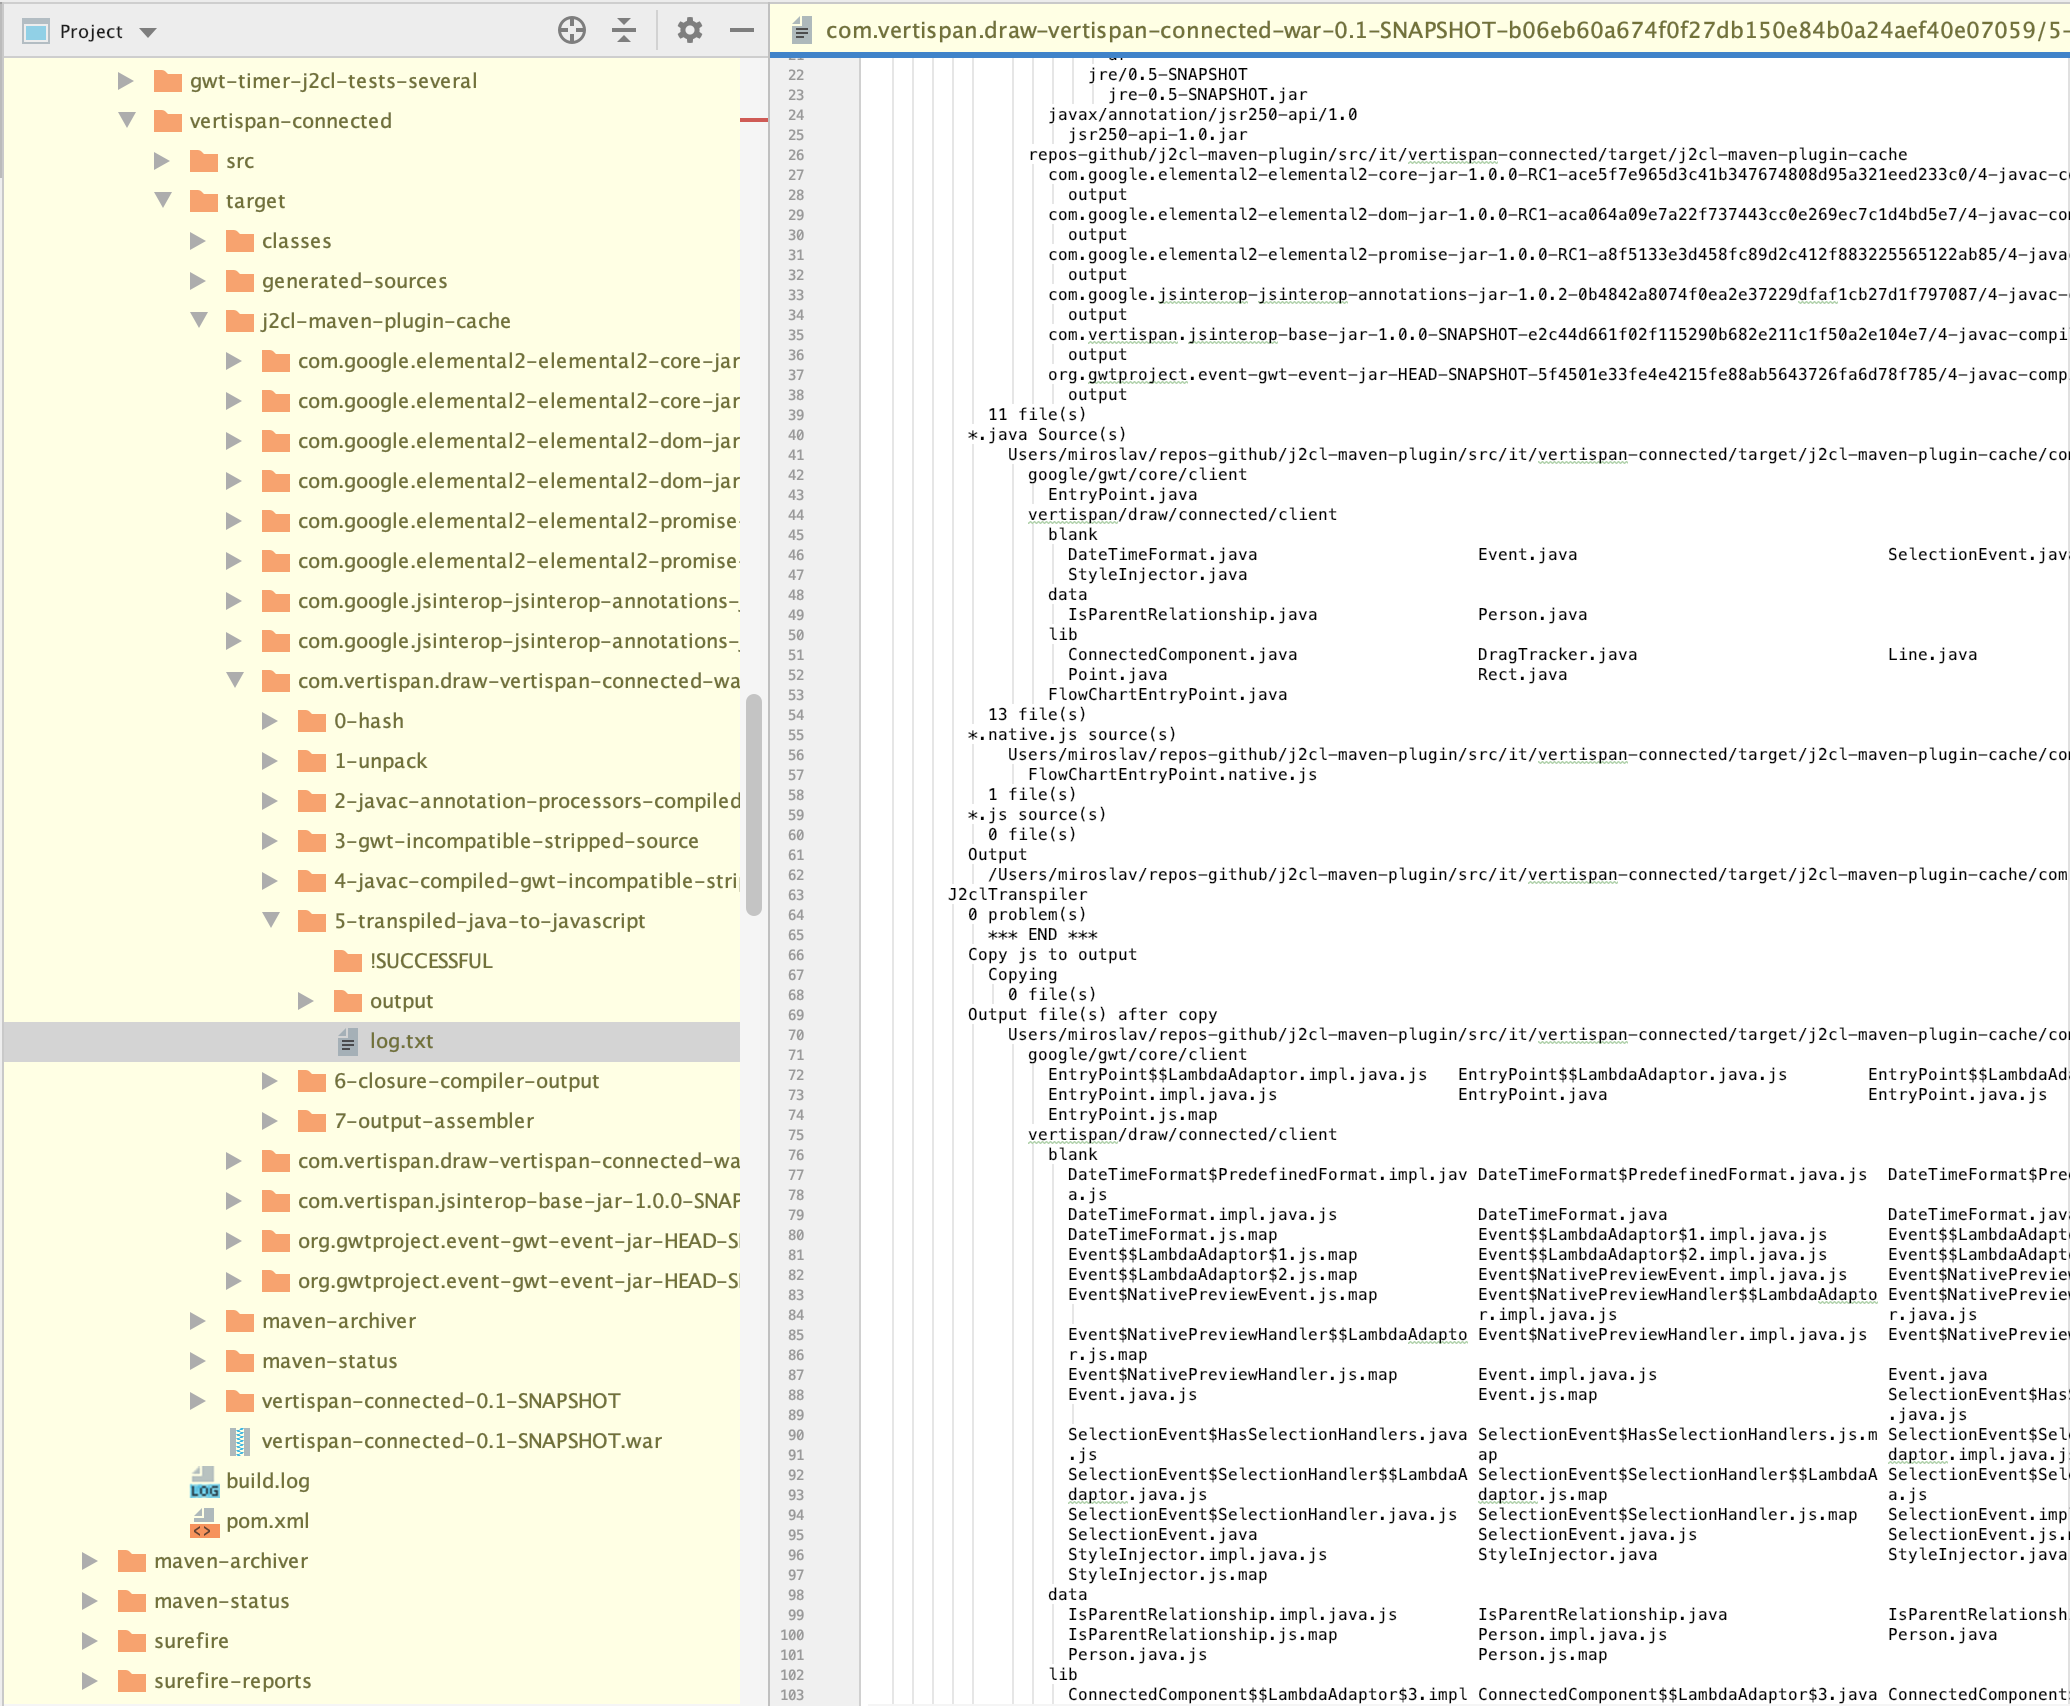 Project
gwt-timer-j2cl-tests-several
vertispan-connected
src
target
classes
generated-sources
j2cl-maven-plugin-cache
com.google.elemental2-elemental2-core-jar
com.google.elemental2-elemental2-core-jar
com.google.elemental2-elemental2-dom-jar
com.google.elemental2-elemental2-dom-jar
com.google.elemental2-elemental2-promise-
com.google.elemental2-elemental2-promise-
com.google.jsinterop-jsinterop-annotations-
com.google.jsinterop-jsinterop-annotations-
com.vertispan.draw-vertispan-connected-wa
0-hash
1-unpack
2-javac-annotation-processors-compiled
3-gwt-incompatible-stripped-source
4-javac-compiled-gwt-incompatible-stri
5-transpiled-java-to-javascript
!SUCCESSFUL
output
log.txt
6-closure-compiler-output
7-output-assembler
com.vertispan.draw-vertispan-connected-wa
com.vertispan.jsinterop-base-jar-1.0.0-SNAP
org.gwtproject.event-gwt-event-jar-HEAD-S
org.gwtproject.event-gwt-event-jar-HEAD-S
maven-archiver
maven-status
vertispan-connected-0.1-SNAPSHOT
vertispan-connected-0.1-SNAPSHOT.war
LOG build.log
<> pom.xml
maven-archiver
maven-status
surefire
surefire-reports
com.vertispan.draw-vertispan-connected-war-0.1-SNAPSHOT-b06eb60a674f0f27db150e84b0a24aef40e07059/5-
22 jre/0.5-SNAPSHOT
23 jre-0.5-SNAPSHOT.jar
24 javax/annotation/jsr250-api/1.0
25 jsr250-api-1.0.jar
26 repos-github/j2cl-maven-plugin/src/it/vertispan-connected/target/j2cl-maven-plugin-cache
27 com.google.elemental2-elemental2-core-jar-1.0.0-RC1-ace5f7e965d3c41b347674808d95a321eed233c0/4-javac-c
28 output
29 com.google.elemental2-elemental2-dom-jar-1.0.0-RC1-aca064a09e7a22f737443cc0e269ec7c1d4bd5e7/4-javac-co
30 output
31 com.google.elemental2-elemental2-promise-jar-1.0.0-RC1-a8f5133e3d458fc89d2c412f883225565122ab85/4-java
32 output
33 com.google.jsinterop-jsinterop-annotations-jar-1.0.2-0b4842a8074f0ea2e37229dfaf1cb27d1f797087/4-javac-
34 output
35 com.vertispan.jsinterop-base-jar-1.0.0-SNAPSHOT-e2c44d661f02f115290b682e211c1f50a2e104e7/4-javac-compi
36 output
37 org.gwtproject.event-gwt-event-jar-HEAD-SNAPSHOT-5f4501e33fe4e4215fe88ab5643726fa6d78f785/4-javac-comp
38 output
39 11 file(s)
40 *.java Source(s)
41 Users/miroslav/repos-github/j2cl-maven-plugin/src/it/vertispan-connected/target/j2cl-maven-plugin-cache/co
42 google/gwt/core/client
43 EntryPoint.java
44 vertispan/draw/connected/client
45 blank
46 DateTimeFormat.java Event.java SelectionEvent.jav
47 StyleInjector.java
48 data
49 IsParentRelationship.java Person.java
50 lib
51 ConnectedComponent.java DragTracker.java Line.java
52 Point.java Rect.java
53 FlowChartEntryPoint.java
54 13 file(s)
55 *.native.js source(s)
56 Users/miroslav/repos-github/j2cl-maven-plugin/src/it/vertispan-connected/target/j2cl-maven-plugin-cache/co
57 FlowChartEntryPoint.native.js
58 1 file(s)
59 *.js source(s)
60 0 file(s)
61 Output
62 /Users/miroslav/repos-github/j2cl-maven-plugin/src/it/vertispan-connected/target/j2cl-maven-plugin-cache/com
63 J2clTranspiler
64 0 problem(s)
65 *** END ***
66 Copy js to output
67 Copying
68 0 file(s)
69 Output file(s) after copy
70 Users/miroslav/repos-github/j2cl-maven-plugin/src/it/vertispan-connected/target/j2cl-maven-plugin-cache/co
71 google/gwt/core/client
72 EntryPoint$$LambdaAdaptor.impl.java.js EntryPoint$$LambdaAdaptor.java.js EntryPoint$$LambdaAd
73 EntryPoint.impl.java.js EntryPoint.java EntryPoint.java.js
74 EntryPoint.js.map
75 vertispan/draw/connected/client
76 blank
77 DateTimeFormat$PredefinedFormat.impl.jav DateTimeFormat$PredefinedFormat.java.js DateTimeFormat$Pre
78 a.js
79 DateTimeFormat.impl.java.js DateTimeFormat.java DateTimeFormat.jav
80 DateTimeFormat.js.map Event$$LambdaAdaptor$1.impl.java.js Event$$LambdaAdapt
81 Event$$LambdaAdaptor$1.js.map Event$$LambdaAdaptor$2.impl.java.js Event$$LambdaAdapt
82 Event$$LambdaAdaptor$2.js.map Event$NativePreviewEvent.impl.java.js Event$NativePrevie
83 Event$NativePreviewEvent.js.map Event$NativePreviewHandler$$LambdaAdapto Event$NativePrevie
84 r.impl.java.js r.java.js
85 Event$NativePreviewHandler$$LambdaAdapto Event$NativePreviewHandler.impl.java.js Event$NativePrevie
86 r.js.map
87 Event$NativePreviewHandler.js.map Event.impl.java.js Event.java
88 Event.java.js Event.js.map SelectionEvent$Has
89 .java.js
90 SelectionEvent$HasSelectionHandlers.java SelectionEvent$HasSelectionHandlers.js.m SelectionEvent$Sel
91 .js ap daptor.impl.java.j
92 SelectionEvent$SelectionHandler$$LambdaA SelectionEvent$SelectionHandler$$LambdaA SelectionEvent$Sel
93 daptor.java.js daptor.js.map a.js
94 SelectionEvent$SelectionHandler.java.js SelectionEvent$SelectionHandler.js.map SelectionEvent.imp
95 SelectionEvent.java SelectionEvent.java.js SelectionEvent.js.
96 StyleInjector.impl.java.js StyleInjector.java StyleInjector.java
97 StyleInjector.js.map
98 data
99 IsParentRelationship.impl.java.js IsParentRelationship.java IsParentRelationsh
100 IsParentRelationship.js.map Person.impl.java.js Person.java
101 Person.java.js Person.js.map
102 lib
103 ConnectedComponent$$LambdaAdaptor$3.impl ConnectedComponent$$LambdaAdaptor$3.java ConnectedComponent